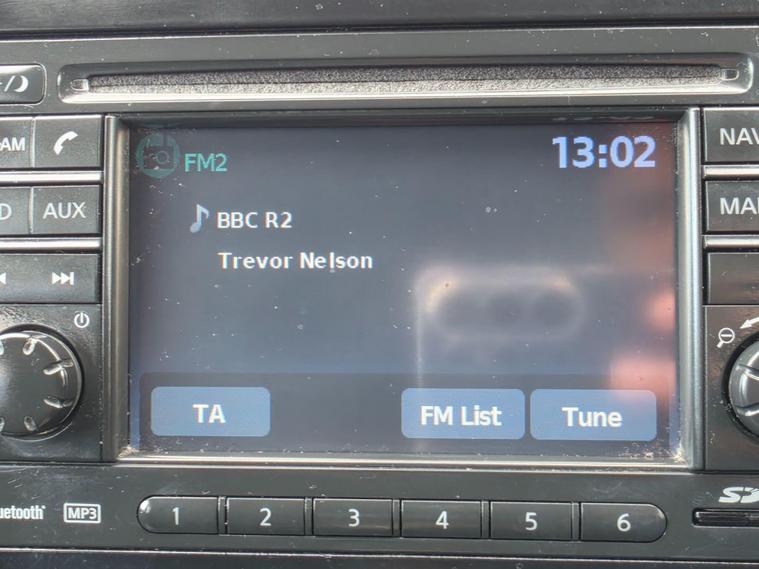 FM2
13:02
BBC R2
Trevor Nelson
TA
FM List
Tune
AM
AUX
NAV
MP3
1
2
3
4
5
6